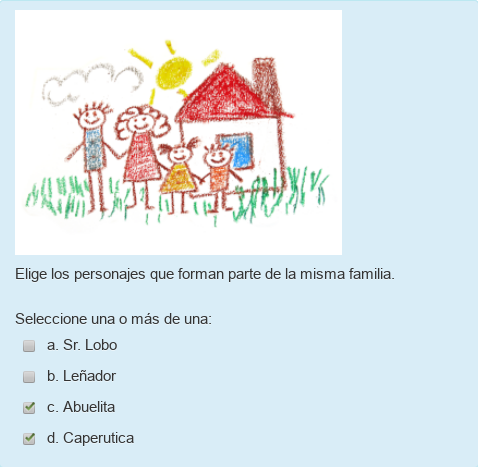 Elige los personajes que forman parte de la misma familia.
Seleccione una o más de una:
a. Sr. Lobo
b. Leñador
c. Abuelita
d. Caperutica